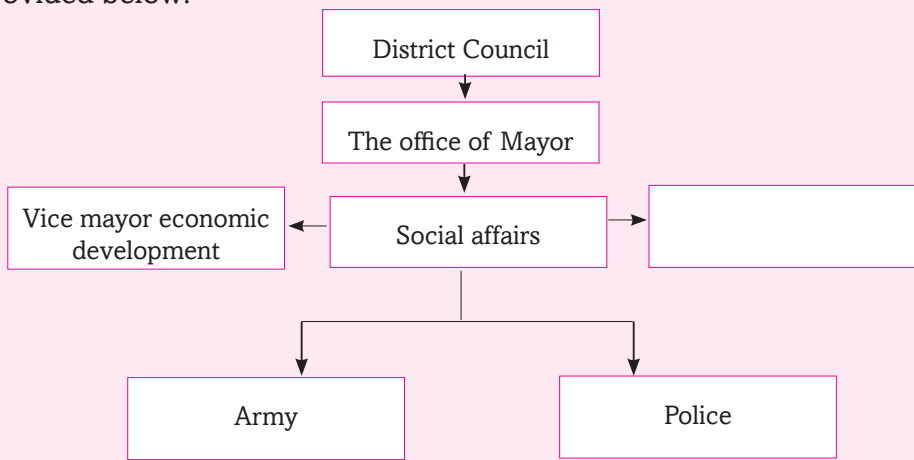 District Council
The office of Mayor
Vice mayor economic
development
Social affairs
Army
Police